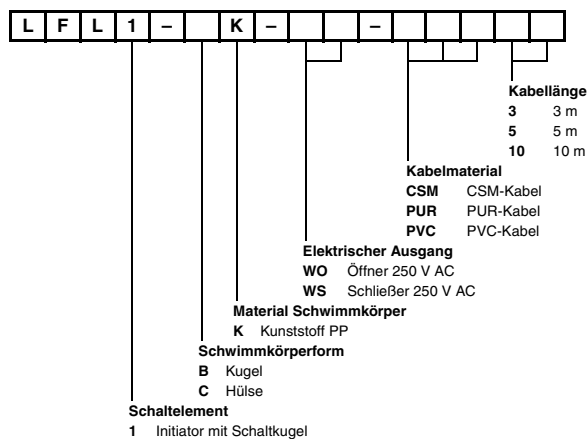 L F L 1 – K – –
Kabellänge
3 3 m
5 5 m
10 10 m
Kabelmaterial
CSM CSM-Kabel
PUR PUR-Kabel
PVC PVC-Kabel
Elektrischer Ausgang
WO Öffner 250 V AC
WS Schließer 250 V AC
Material Schwimmkörper
K Kunststoff PP
Schwimmkörperform
B Kugel
C Hülse
Schaltelement
1 Initiator mit Schaltkugel